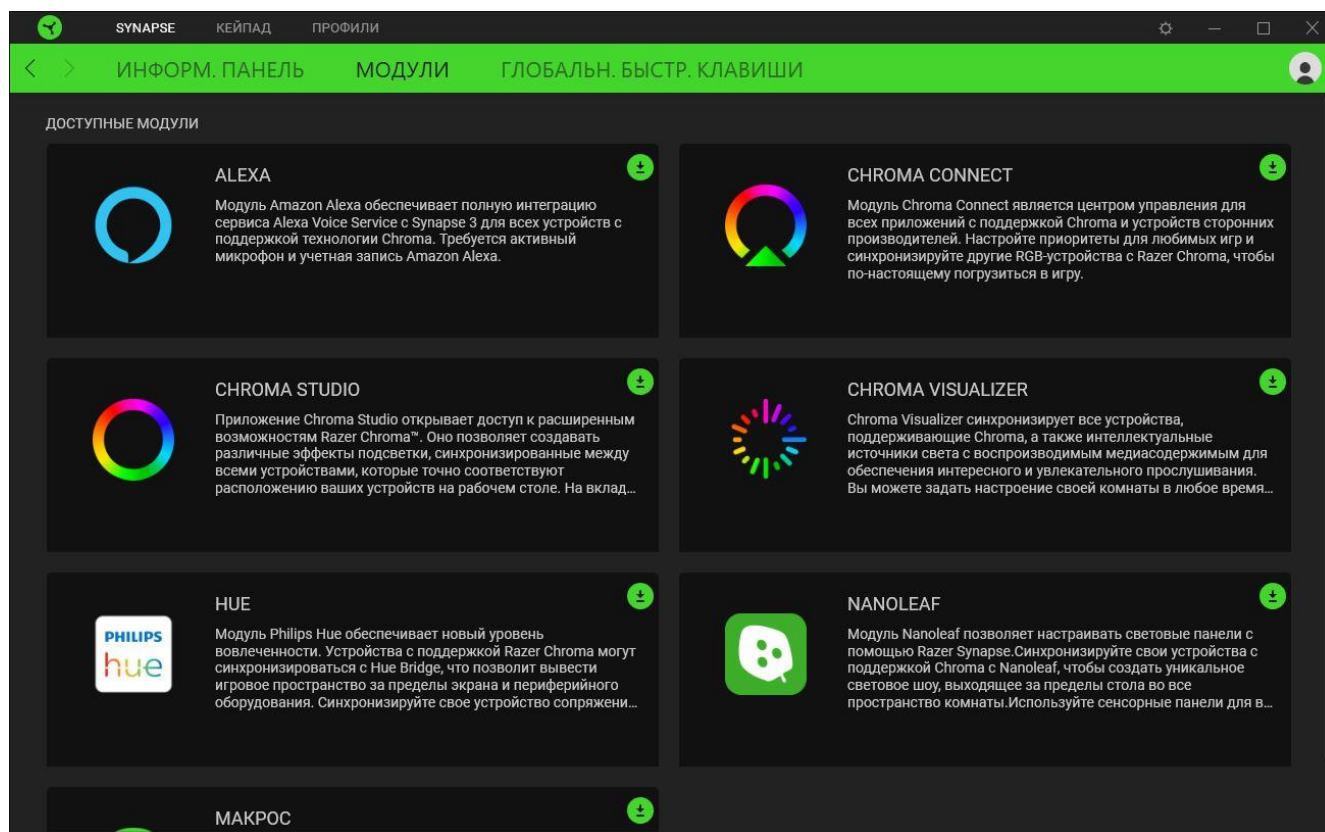 SYNAPSE КЕЙПАД ПРОФИЛИ
ИНФОРМ. ПАНЕЛЬ МОДУЛИ ГЛОБАЛЬН. БЫСТР. КЛАВИШИ
ДОСТУПНЫЕ МОДУЛИ
ALEXA
Модуль Amazon Alexa обеспечивает полную интеграцию
сервиса Alexa Voice Service с Synapse 3 для всех устройств с
поддержкой технологии Chroma. Требуется активный
микрофон и учетная запись Amazon Alexa.
CHROMA CONNECT
Модуль Chroma Connect является центром управления для
всех приложений с поддержкой Chroma и устройств сторонних
производителей. Настройте приоритеты для любимых игр и
синхронизируйте другие RGB-устройства с Razer Chroma, чтобы
по-настоящему погрузиться в игру.
CHROMA STUDIO
Приложение Chroma Studio открывает доступ к расширенным
возможностям Razer Chroma™. Оно позволяет создавать
различные эффекты подсветки, синхронизированные между
всеми устройствами, которые точно соответствуют
расположению ваших устройств на рабочем столе. На вклад...
CHROMA VISUALIZER
Chroma Visualizer синхронизирует все устройства,
поддерживающие Chroma, а также интеллектуальные
источники света с воспроизводимым медиасодержимым для
обеспечения интересного и увлекательного прослушивания.
Вы можете задать настроение своей комнаты в любое время...
PHILIPS
hue
HUE
Модуль Philips Hue обеспечивает новый уровень
вовлеченности. Устройства с поддержкой Razer Chroma могут
синхронизироваться с Hue Bridge, что позволит вывести
игровое пространство за пределы экрана и периферийного
оборудования. Синхронизируйте свое устройство сопряжени...
NANOLEAF
Модуль Nanoleaf позволяет настраивать световые панели с
помощью Razer Synapse.Синхронизируйте свои устройства с
поддержкой Chroma с Nanoleaf, чтобы создать уникальное
световое шоу, выходящее за пределы стола во все
пространство комнаты.Используйте сенсорные панели для в...
МАКРОС